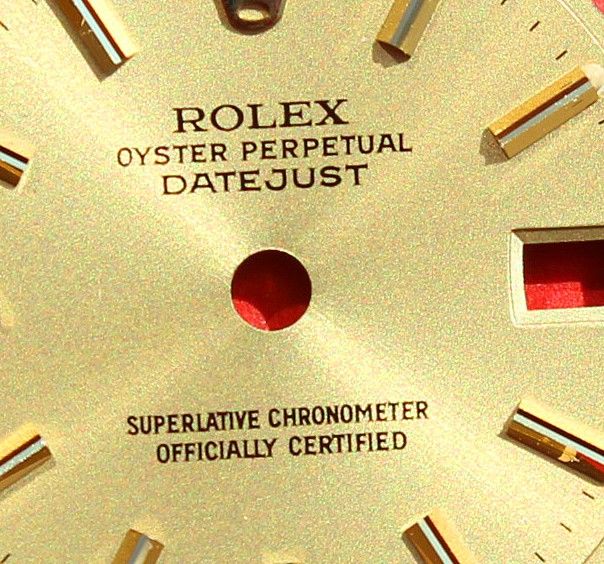 ROLEX
OYSTER PERPETUAL
DATEJUST
SUPERLATIVE CHRONOMETER
OFFICIALLY CERTIFIED